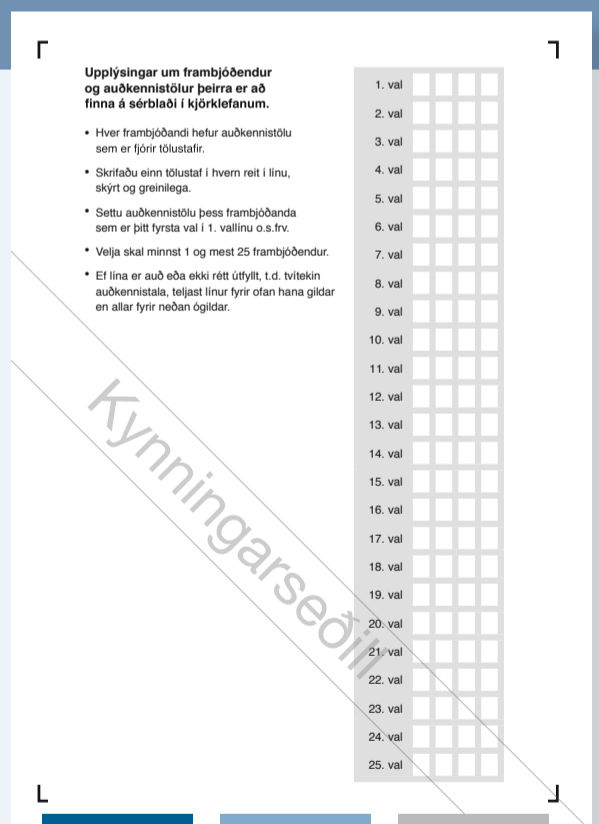 Upplýsingar um frambjóðendur
og auðkennistölur þeirra er að
finna á sérblaði í kjörklefanum.
• Hver frambjóðandi hefur auðkennistölu
sem er fjórir tölustafir.
• Skrifaðu einn tölustaf í hvern reit í línu,
skýrt og greinilega.
• Settu auðkennistölu þess frambjóðanda
sem er þitt fyrsta val í 1. vallínu o.s.frv.
• Velja skal minnst 1 og mest 25 frambjóðendur.
• Ef lína er auð eða ekki rétt útfyllt, t.d. tvítekin
auðkennistala, teljast línur fyrir ofan hana gildar
en allar fyrir neðan ógildar.
Kynningarseðill
1. val
2. val
3. val
4. val
5. val
6. val
7. val
8. val
9. val
10. val
11. val
12. val
13. val
14. val
15. val
16. val
17. val
18. val
19. val
20. val
21. val
22. val
23. val
24. val
25. val